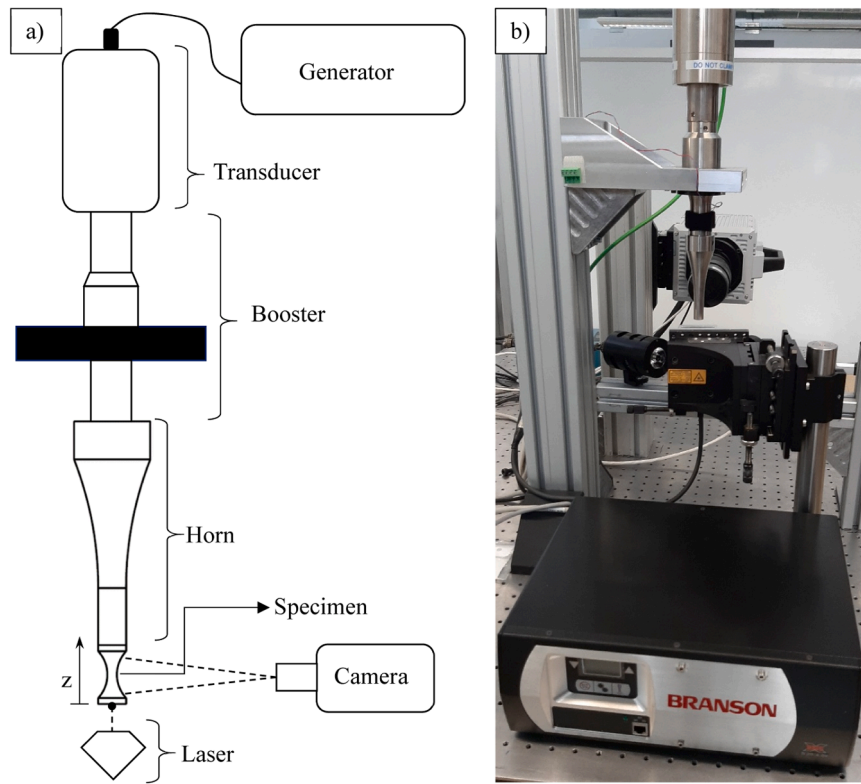 a)
Generator
Transducer
Booster
Horn
Specimen
z
Camera
Laser
b)
DO NOT CLAMP
BRANSON